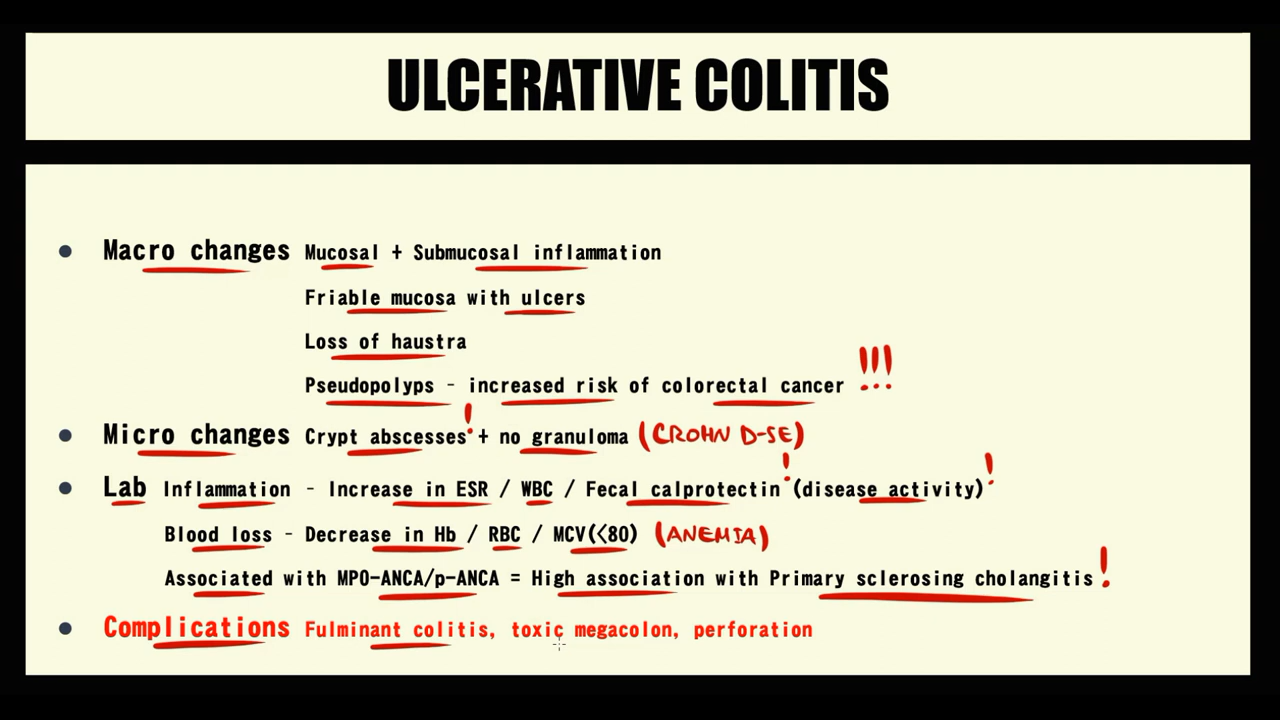 ULCERATIVE COLITIS
• Macro changes Mucosal + Submucosal inflammation
Friable mucosa with ulcers
Loss of haustra
Pseudopolyps - increased risk of colorectal cancer !!!
• Micro changes Crypt abscesses! + no granuloma (CROHN D-SE)
• Lab Inflammation - Increase in ESR / WBC / Fecal calprotectin! (disease activity)!
Blood loss - Decrease in Hb / RBC / MCV(<80) (ANEMIA)
Associated with MPO-ANCA/p-ANCA = High association with Primary sclerosing cholangitis!
• Complications Fulminant colitis, toxic megacolon, perforation